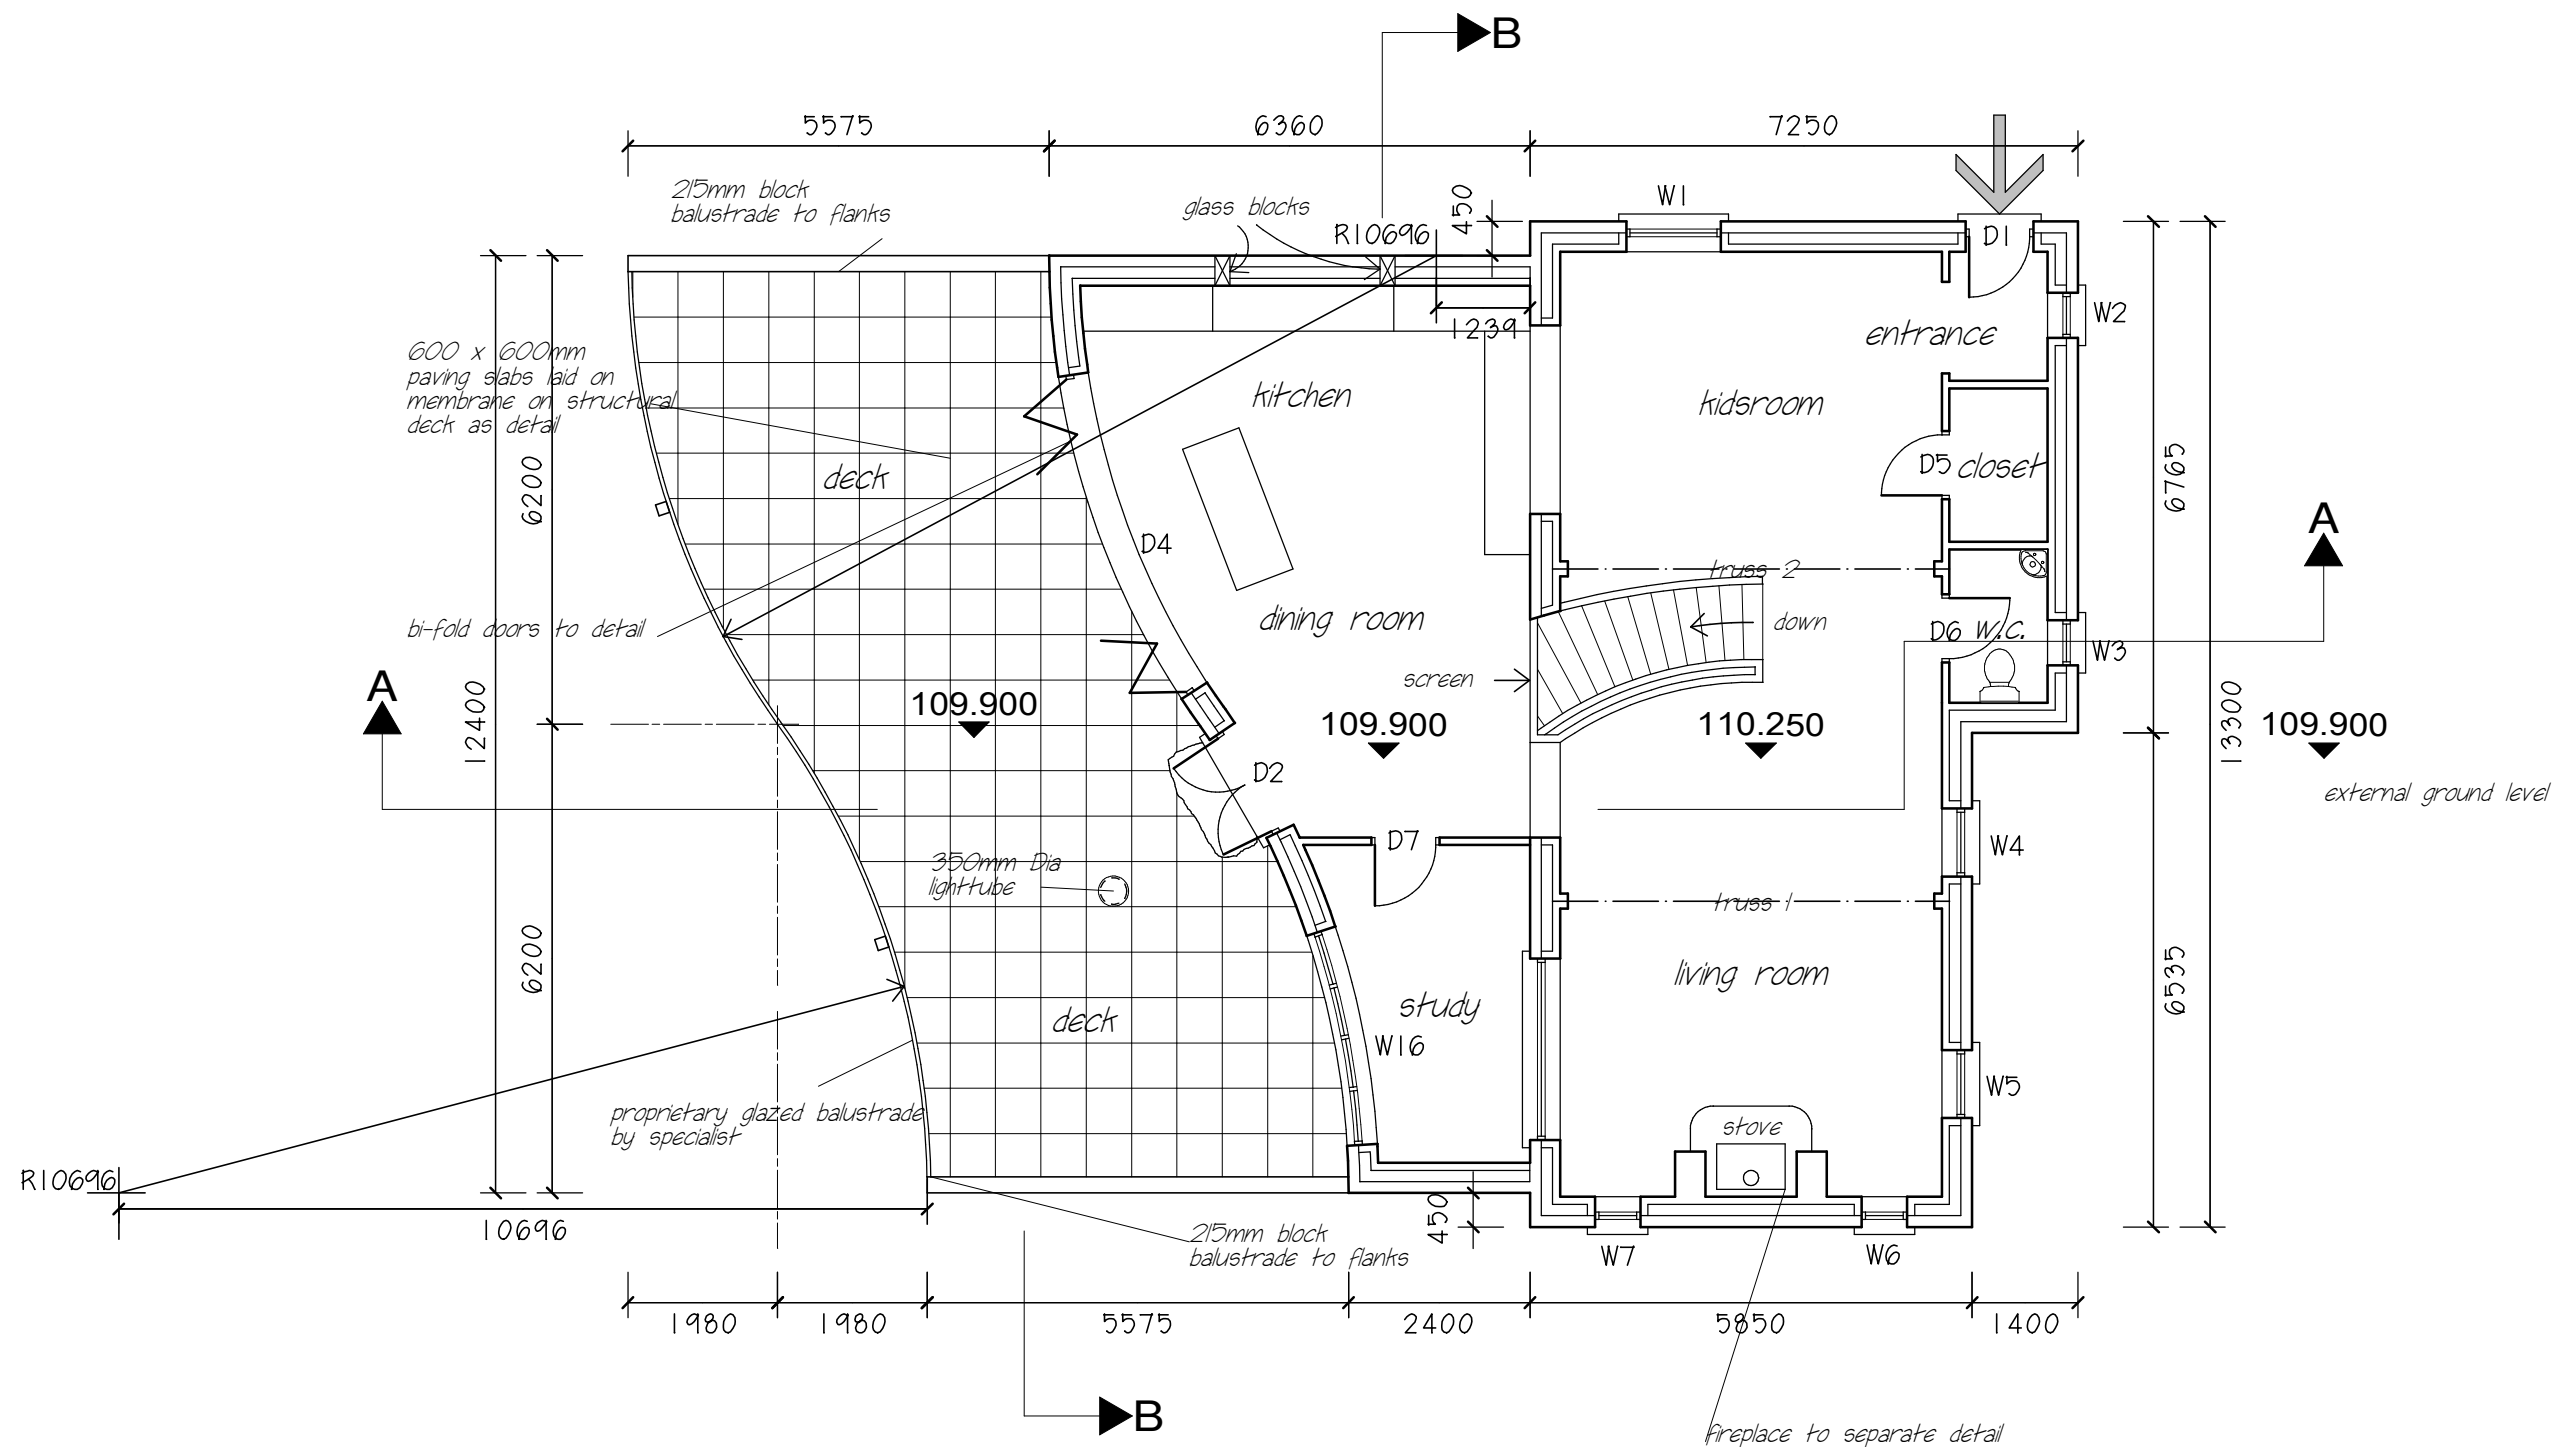 B
5575
6360
7250
215mm block
balustrade to flanks
glass blocks
R10696
450
W1
D1
W2
1239
entrance
600 x 600mm
paving slabs laid on
membrane on structural
deck as detail
kitchen
kidsroom
6200
deck
D5
closet
6765
A
D4
truss 2
bi-fold doors to detail
dining room
down
D6
w.c.
W3
screen
A
12400
109.900
109.900
110.250
13300
109.900
external ground level
D2
D7
W4
350mm Dia
lighttube
truss 1
6200
living room
6535
study
deck
W16
W5
proprietary glazed balustrade
by specialist
stove
R10696
10696
450
215mm block
balustrade to flanks
W7
W6
1980
1980
5575
2400
5850
1400
B
fireplace to separate detail